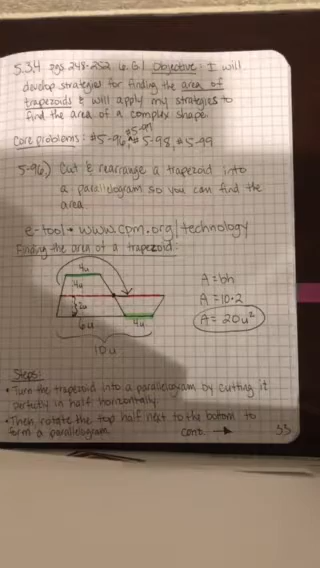 5.3.4 pgs. 248-252 Objective: I will
develop strategies for finding the area of
trapezoids & will apply my strategies to
find the area of a complex shape.
#5-97
Core problems: #5-96, #5-98, #5-99
5-96) Cut & rearrange a trapezoid into
a parallelogram so you can find the
area.
e-tool • www.cpm.org/technology
Finding the area of a trapezoid:
4u
4u
2u
6u
4u
10u
A = bh
A = 10·2
A = 20u²
Steps:
• Turn the trapezoid into a parallelogram by cutting it
perfectly in half horizontally.
• Then rotate the top half next to the bottom to
form a parallelogram.
cont. →
33